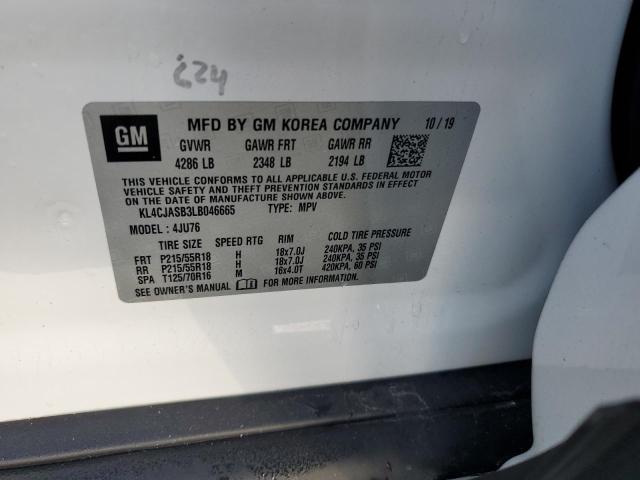 224
GM
MFD BY GM KOREA COMPANY 10/19
GVWR GAWR FRT GAWR RR
4286 LB 2348 LB 2194 LB
THIS VEHICLE CONFORMS TO ALL APPLICABLE U.S. FEDERAL MOTOR
VEHICLE SAFETY AND THEFT PREVENTION STANDARDS IN EFFECT ON THE
DATE OF MANUFACTURE SHOWN ABOVE.
KL4CJASB3LB046665 TYPE: MPV
MODEL: 4JU76
TIRE SIZE SPEED RTG RIM COLD TIRE PRESSURE
FRT P215/55R18 H 18x7.0J 240KPA, 35 PSI
RR P215/55R18 H 18x7.0J 240KPA, 35 PSI
SPA T125/70R16 M 16x4.0T 420KPA, 60 PSI
SEE OWNER'S MANUAL FOR MORE INFORMATION.